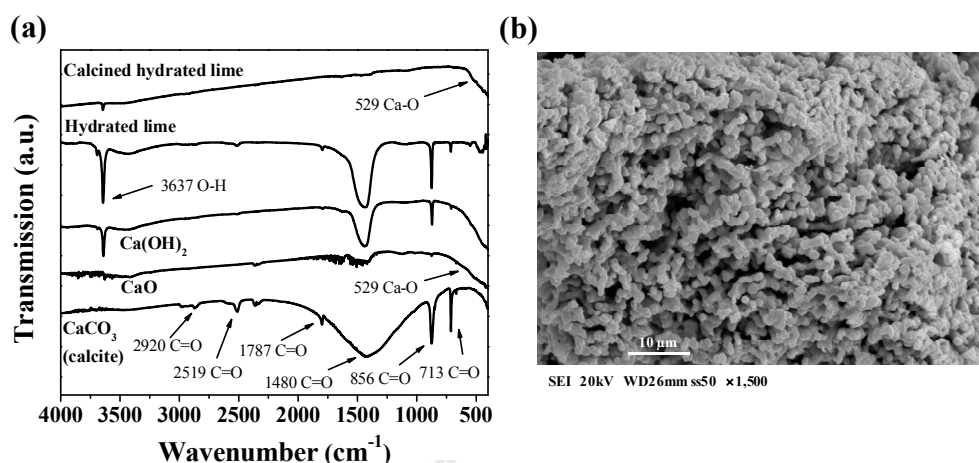 (a)
Calcined hydrated lime
529 Ca-O
Hydrated lime
3637 O-H
Ca(OH)2
CaO
529 Ca-O
CaCO3
(calcite)
2920 C=O
2519 C=O
1787 C=O
1480 C=O
856 C=O
713 C=O
Transmission (a.u.)
4000 3500 3000 2500 2000 1500 1000 500
Wavenumber (cm-1)
(b)
10 μm
SEI 20kV WD26mm ss50 ×1,500